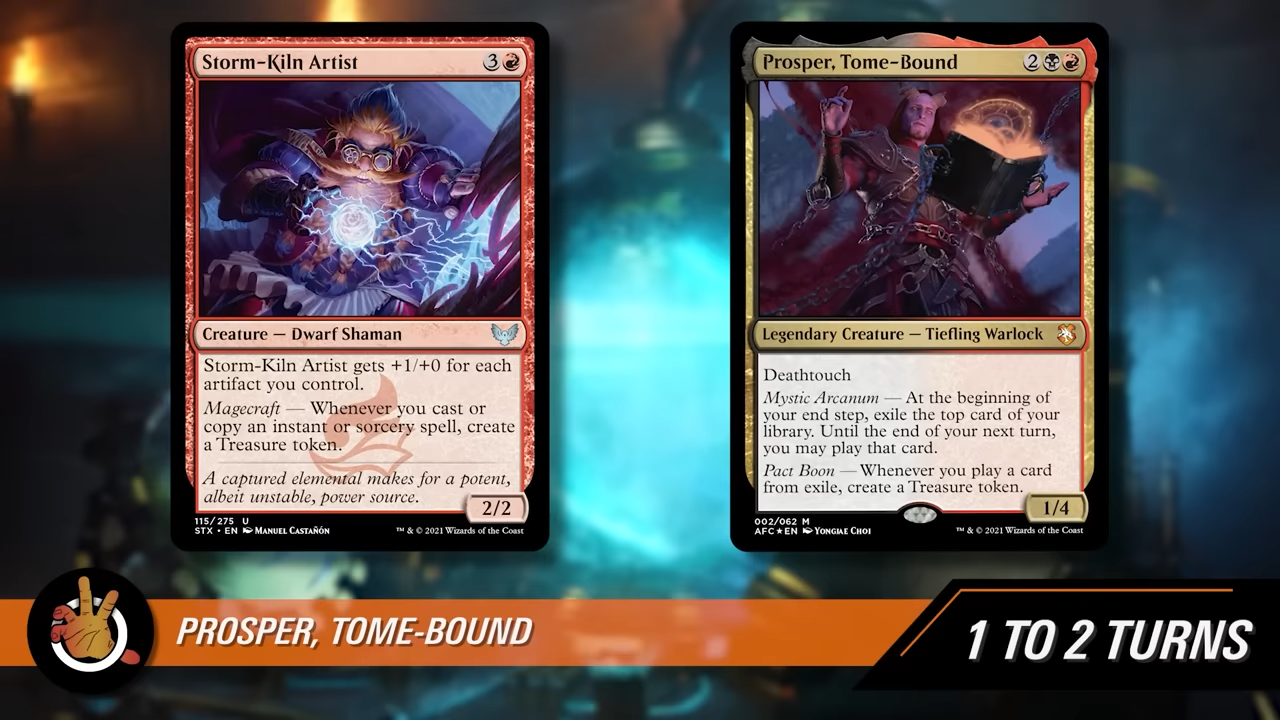 Storm-Kiln Artist 3
Creature — Dwarf Shaman
Storm-Kiln Artist gets +1/+0 for each
artifact you control.
Magecraft — Whenever you cast or
copy an instant or sorcery spell, create
a Treasure token.
A captured elemental makes for a potent,
albeit unstable, power source.
2/2
115/275 U
STX • EN Manuel Castañón
™ & © 2021 Wizards of the Coast
Prosper, Tome-Bound 2
Legendary Creature — Tiefling Warlock
Deathtouch
Mystic Arcanum — At the beginning of
your end step, exile the top card of your
library. Until the end of your next turn,
you may play that card.
Pact Boon — Whenever you play a card
from exile, create a Treasure token.
1/4
002/062 M
AFC ★ EN Yongjae Choi
™ & © 2021 Wizards of the Coast
PROSPER, TOME-BOUND
1 TO 2 TURNS